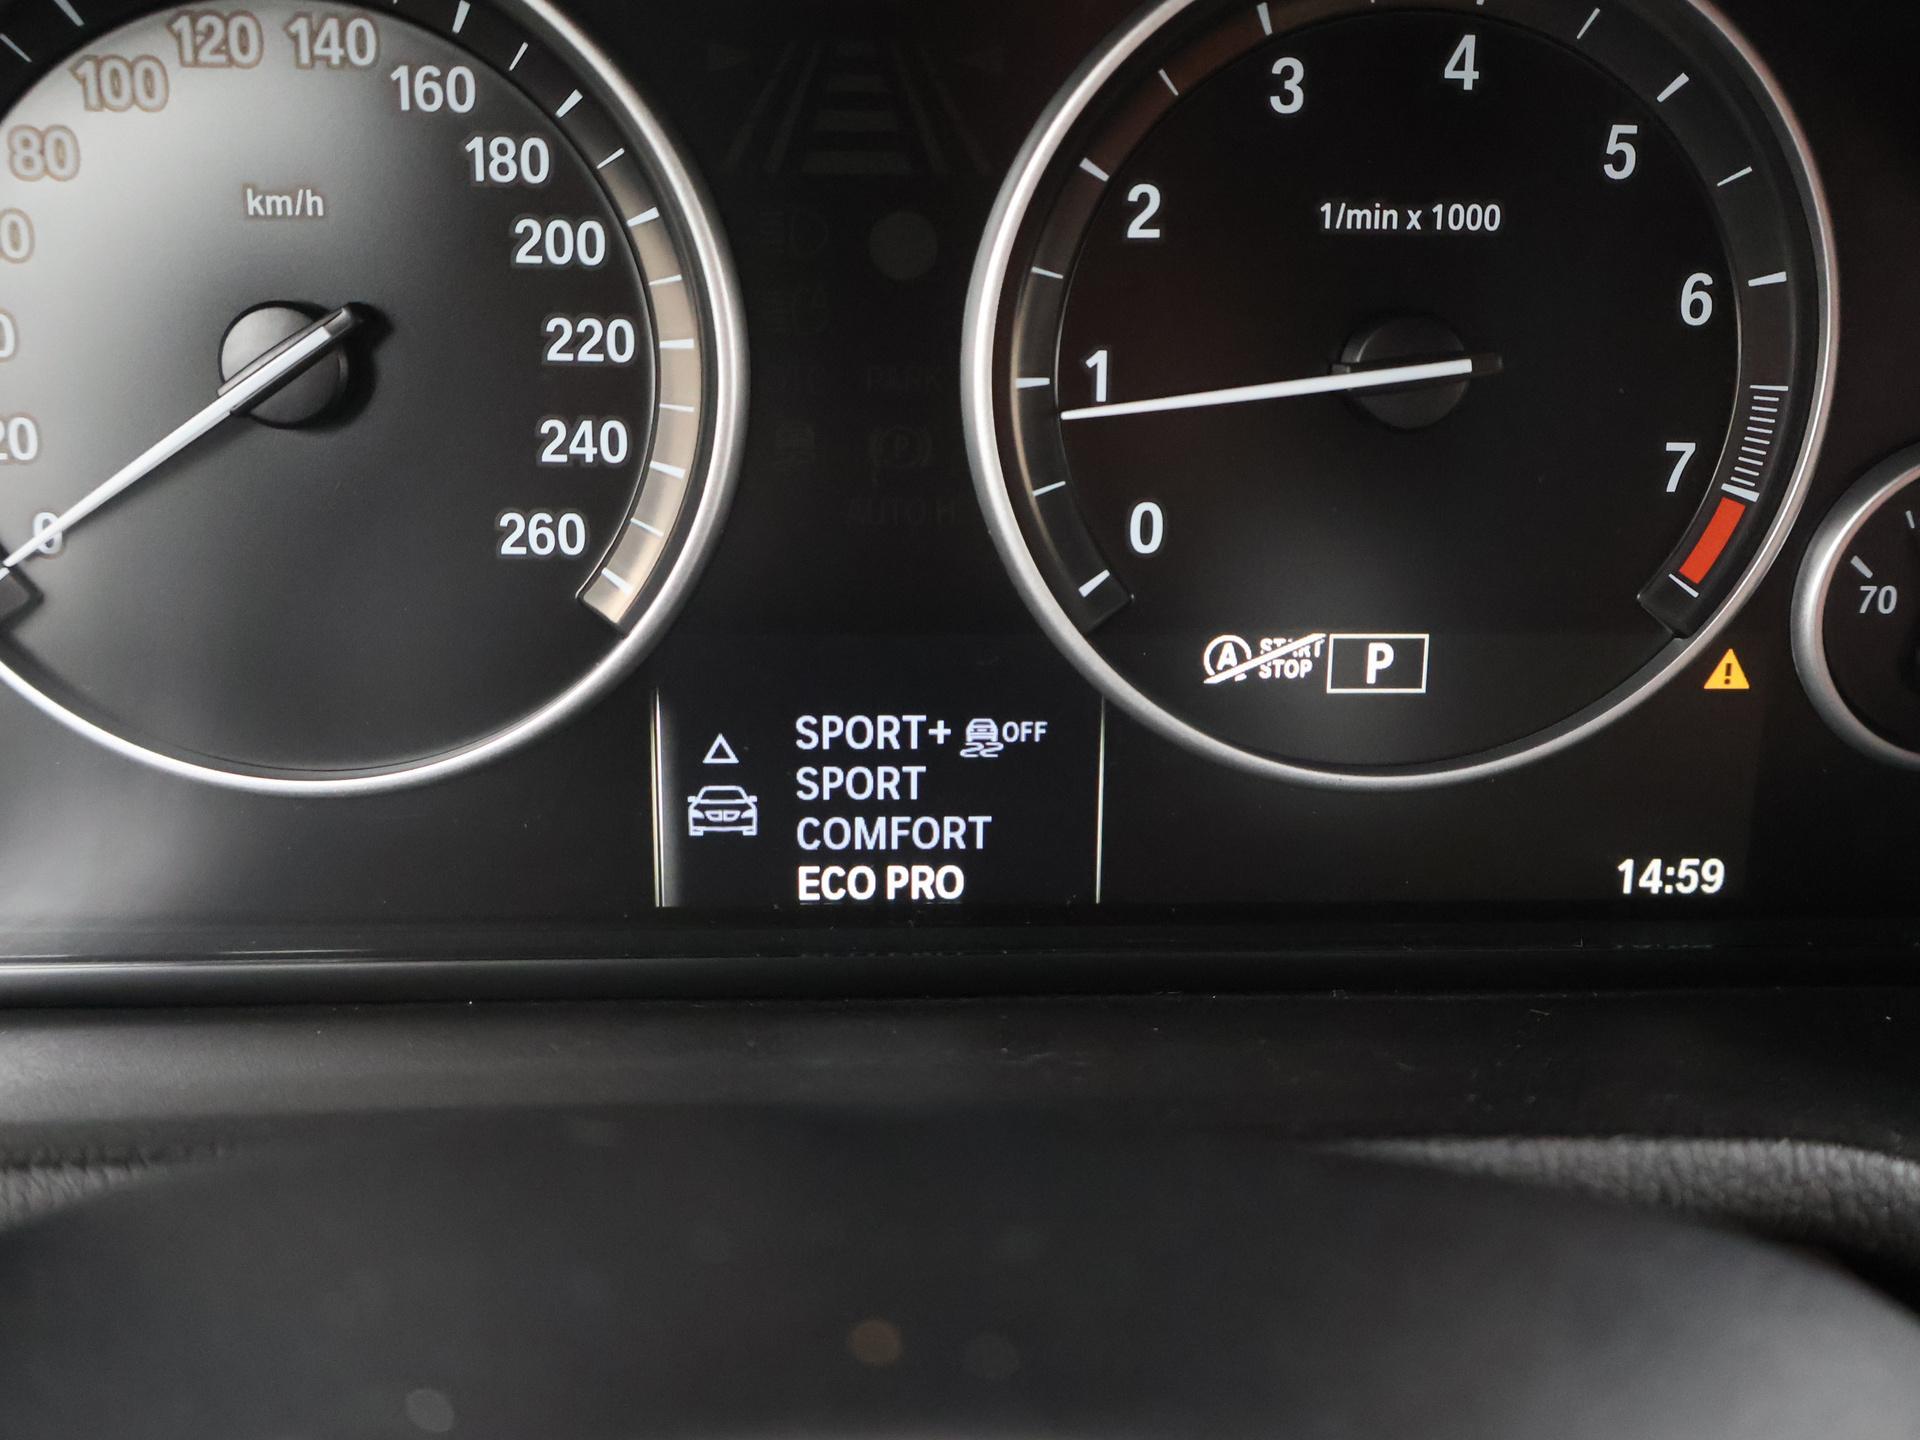 100 120 140 160
80
180
200
220
240
260
0
km/h
0 1 2 3 4 5 6 7
1/min x 1000
A START STOP
P
70
SPORT+ OFF
SPORT
COMFORT
ECO PRO
14:59